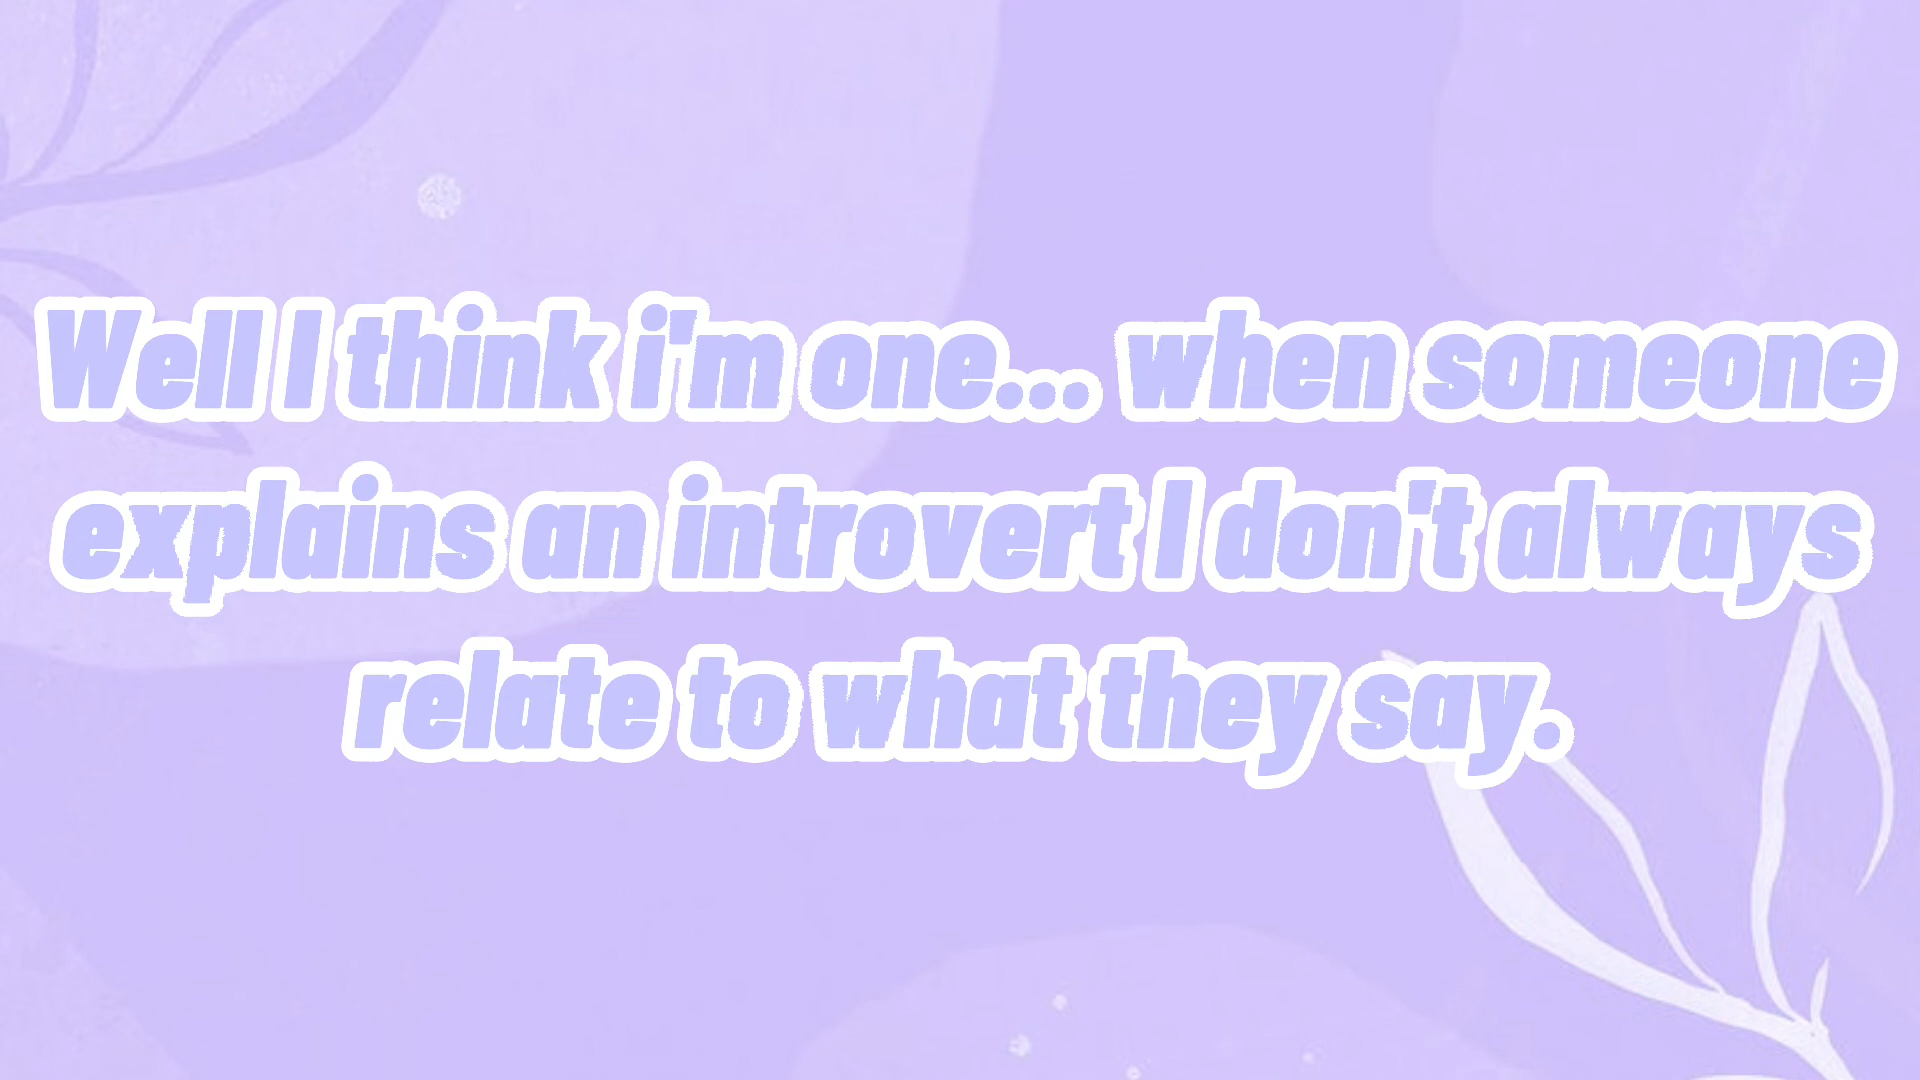 Well I think i'm one... when someone
explains an introvert I don't always
relate to what they say.